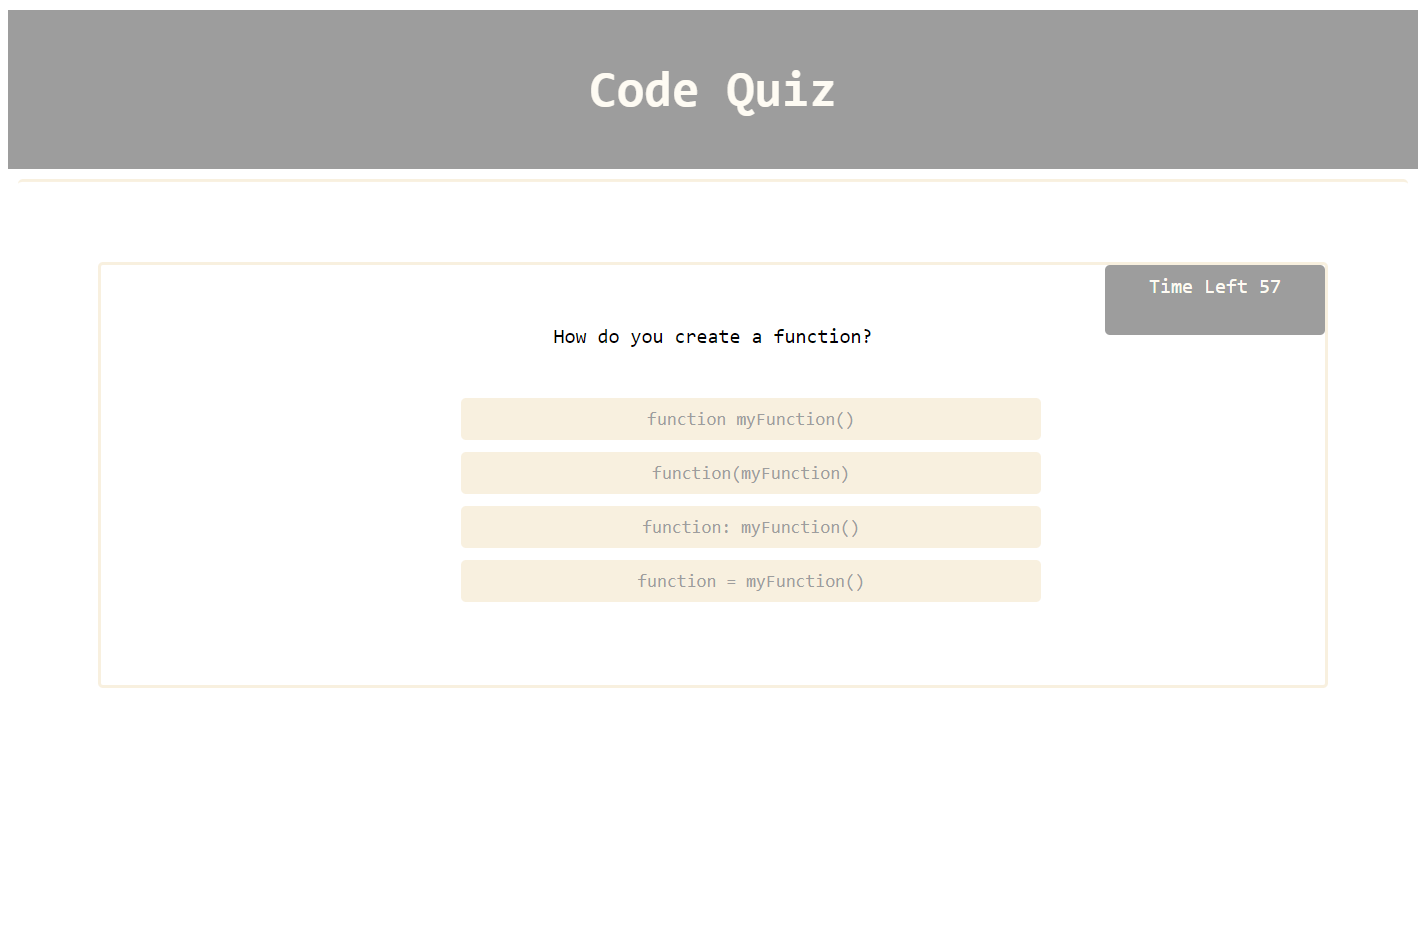 Code Quiz
Time Left 57
How do you create a function?
function myFunction()
function(myFunction)
function: myFunction()
function = myFunction()